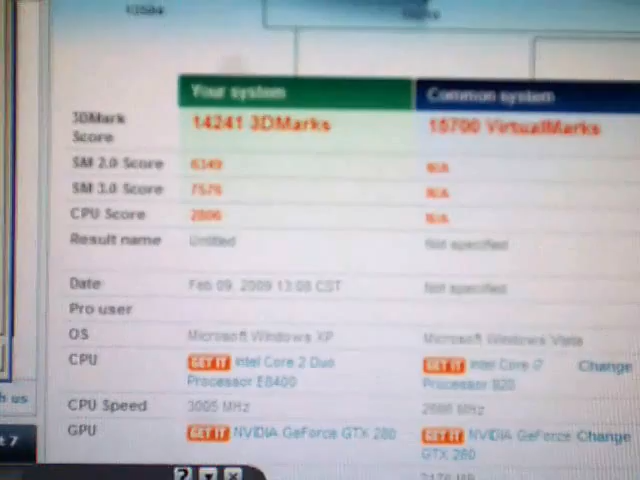 Your system Common system
3DMark Score 14241 3DMarks 15700 VirtualMarks
SM 2.0 Score 6349 N/A
SM 3.0 Score 7576 N/A
CPU Score 2806 N/A
Result name Untitled Not specified
Date Feb 09, 2009 13:08 CST Not specified
Pro user
OS Microsoft Windows XP Microsoft Windows Vista
CPU GET IT Intel Core 2 Duo GET IT Intel Core i7 Change
Processor E8400 Processor 920
CPU Speed 3005 MHz 2666 MHz
GPU GET IT NVIDIA GeForce GTX 280 GET IT NVIDIA GeForce Change
GTX 280
h us
t 7